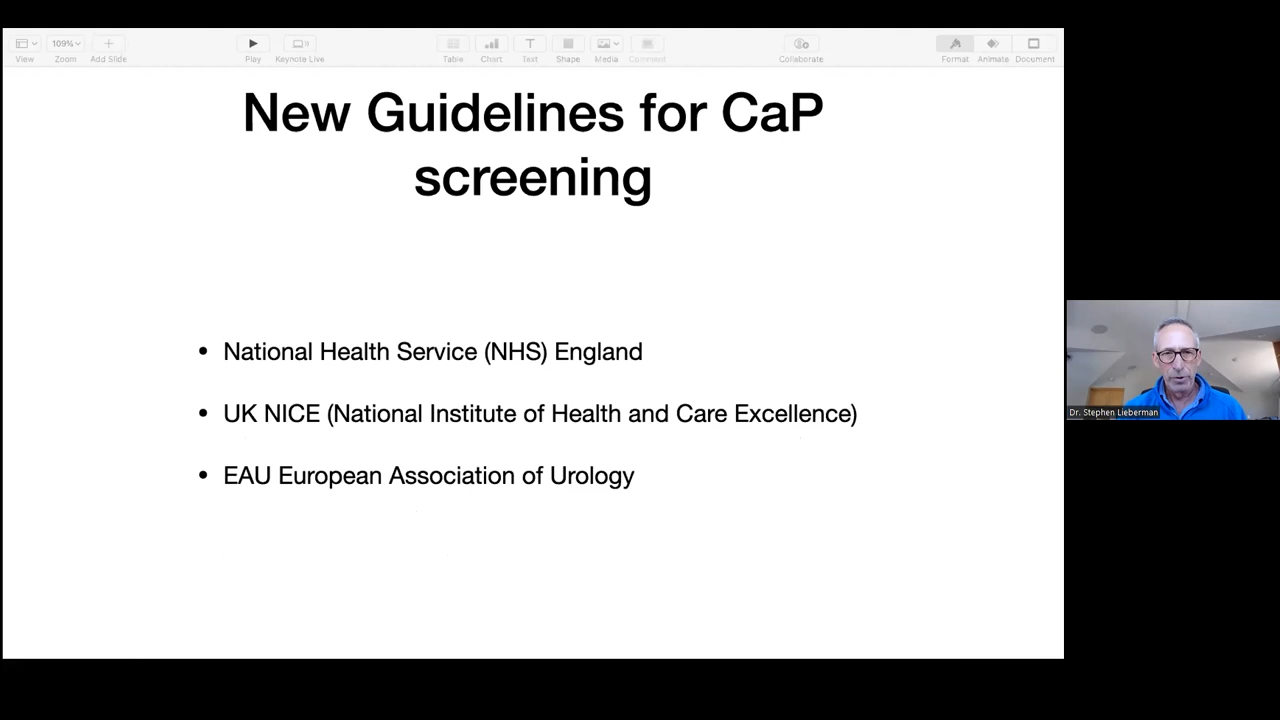 View
109%
Zoom
Add Slide
Play
Keynote Live
Table
Chart
Text
Shape
Media
Comment
Collaborate
Format
Animate
Document
New Guidelines for CaP
screening
• National Health Service (NHS) England
• UK NICE (National Institute of Health and Care Excellence)
• EAU European Association of Urology
Dr. Stephen Lieberman